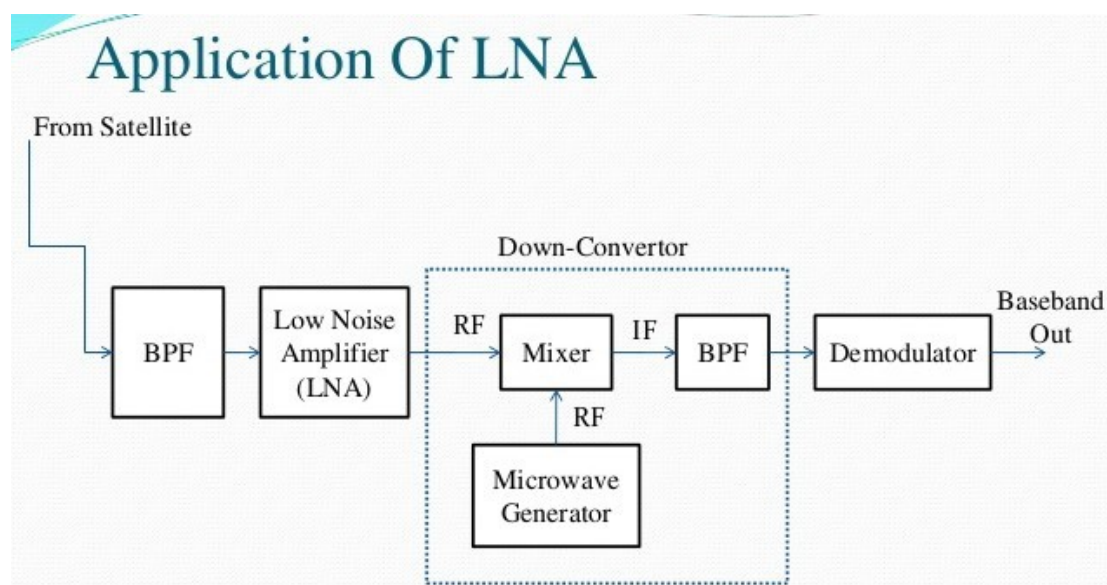 Application Of LNA
From Satellite
Down-Convertor
BPF
Low Noise
Amplifier
(LNA)
RF
Mixer
IF
BPF
Demodulator
Baseband
Out
RF
Microwave
Generator